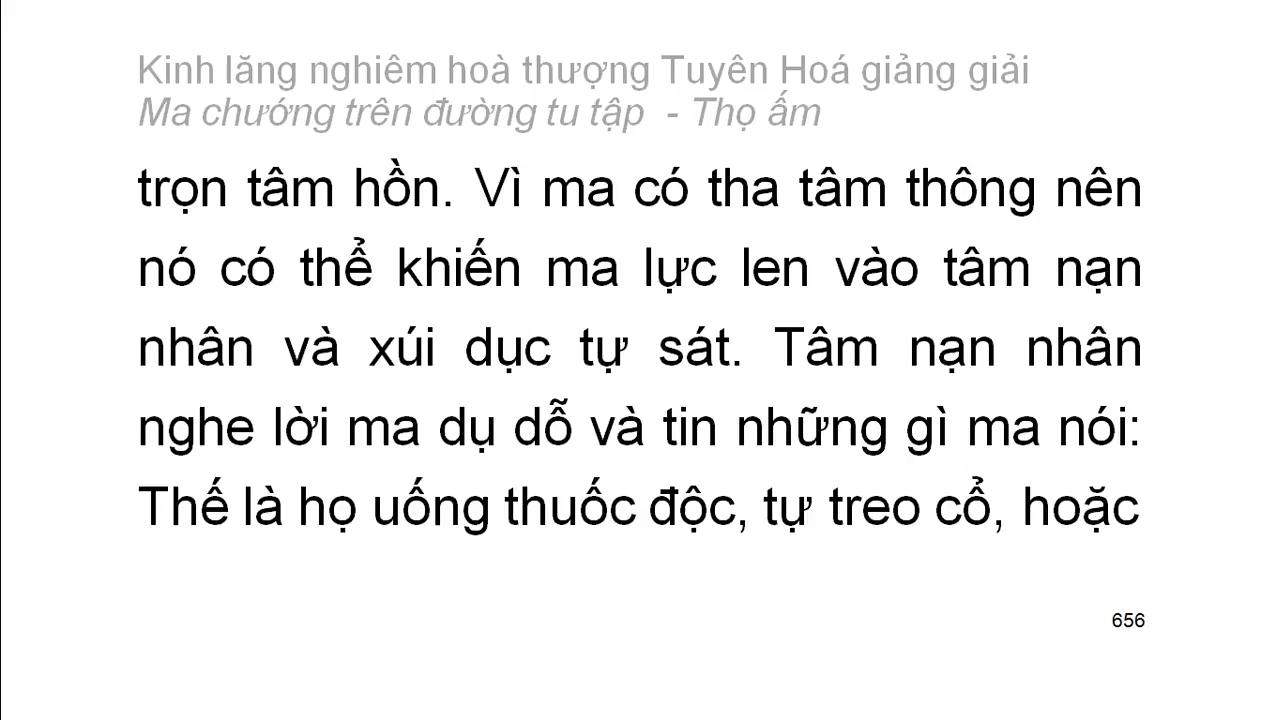 Kinh lăng nghiêm hoà thượng Tuyên Hoá giảng giải
Ma chướng trên đường tu tập - Thọ ấm
trọn tâm hồn. Vì ma có tha tâm thông nên
nó có thể khiến ma lực len vào tâm nạn
nhân và xúi dục tự sát. Tâm nạn nhân
nghe lời ma dụ dỗ và tin những gì ma nói:
Thế là họ uống thuốc độc, tự treo cổ, hoặc
656